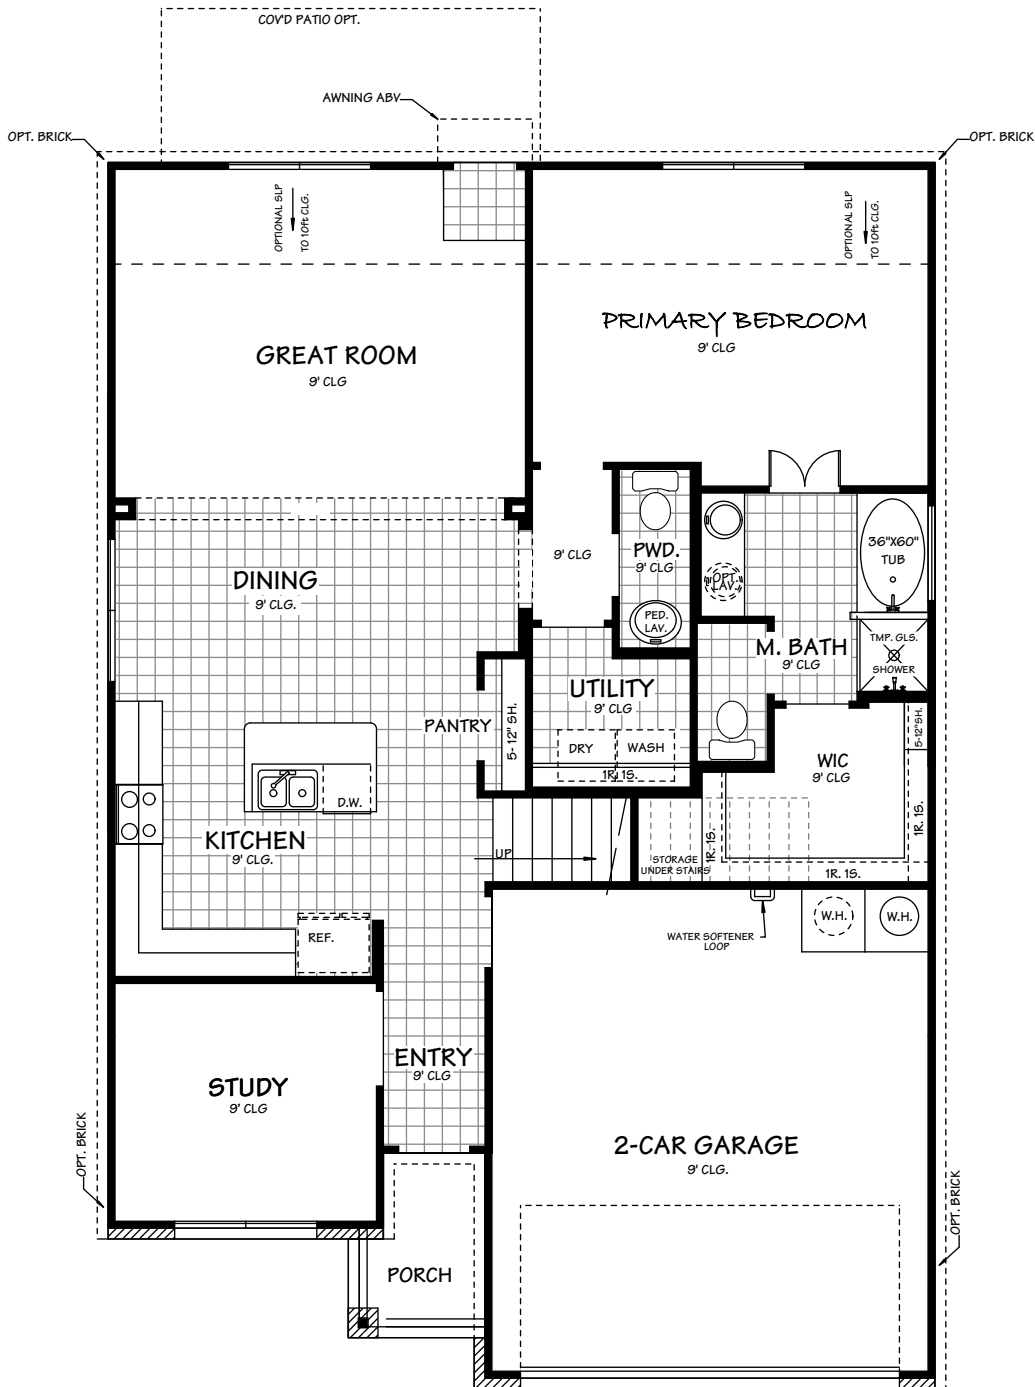 COV'D PATIO OPT.
AWNING ABV
OPT. BRICK
OPT. BRICK
OPTIONAL SLP
TO 10ft CLG.
OPTIONAL SLP
TO 10ft CLG.
GREAT ROOM
9' CLG
PRIMARY BEDROOM
9' CLG
DINING
9' CLG.
9' CLG
PWD.
9' CLG
PED.
LAV.
OPT.
LAV.
36"X60"
TUB
M. BATH
9' CLG
TMP. GLS.
SHOWER
UTILITY
9' CLG
DRY
WASH
1R. 1S.
PANTRY
5-12" SH.
WIC
9' CLG
5-12"SH.
1R. 1S.
1R. 1S.
1R. 1S.
D.W.
KITCHEN
9' CLG.
UP
STORAGE
UNDER STAIRS
REF.
WATER SOFTENER
LOOP
W.H.
W.H.
ENTRY
9' CLG
STUDY
9' CLG
2-CAR GARAGE
9' CLG.
OPT. BRICK
OPT. BRICK
PORCH